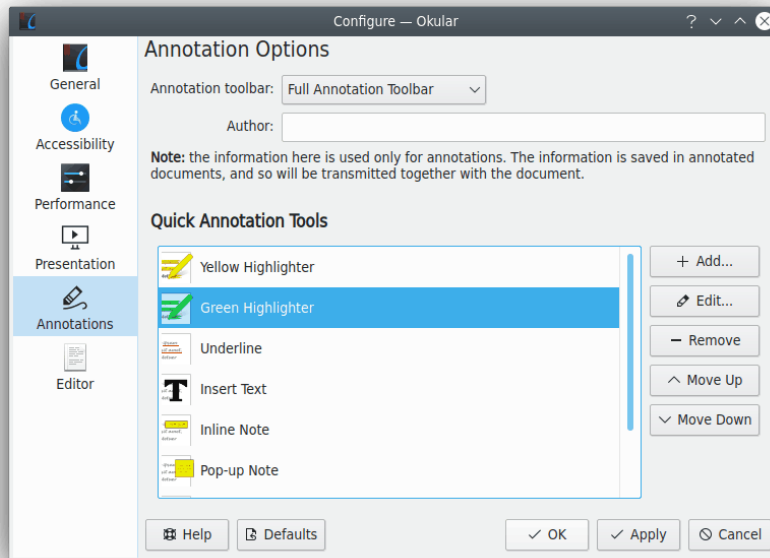 Configure — Okular
General
Accessibility
Performance
Presentation
Annotations
Editor
Annotation Options
Annotation toolbar: Full Annotation Toolbar
Author:
Note: the information here is used only for annotations. The information is saved in annotated
documents, and so will be transmitted together with the document.
Quick Annotation Tools
Yellow Highlighter
Green Highlighter
Underline
Insert Text
Inline Note
Pop-up Note
Add...
Edit...
Remove
Move Up
Move Down
Help
Defaults
OK
Apply
Cancel